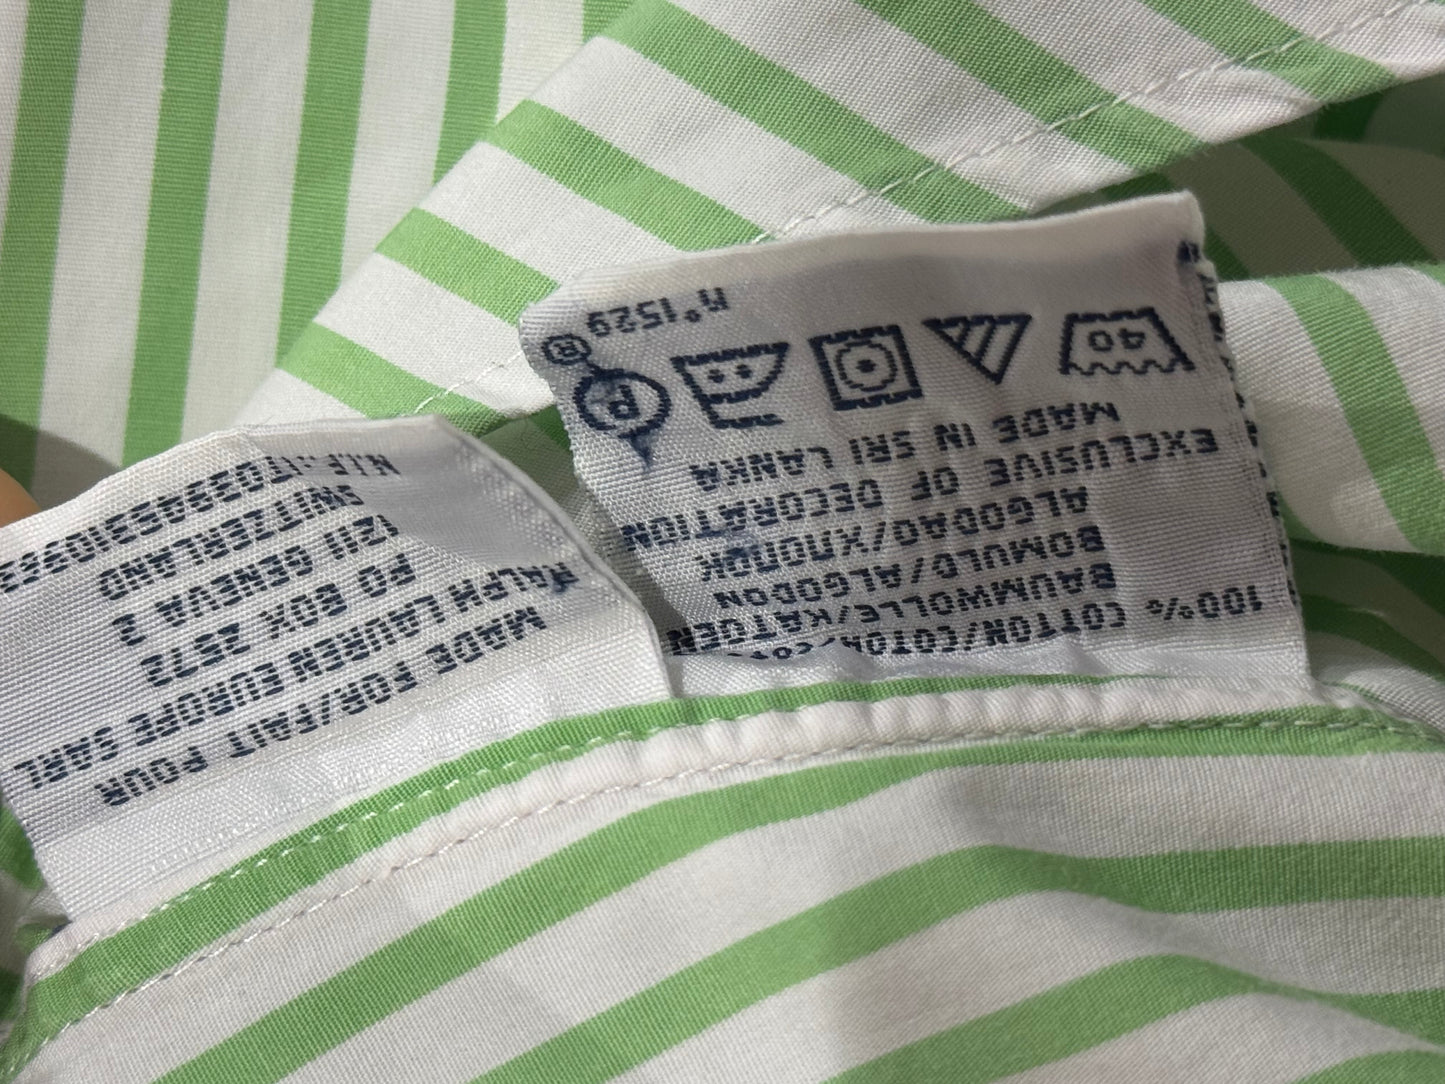 100% COTTON/COTON/
BAUMWOLLE/KATOEN
BOMULD/ALGODON
ALGODAO/ΧΛΟΠΟΚ
EXCLUSIVE OF DECORATION
MADE IN SRI LANKA
40
P
®
n°1529
MADE FOR/FAIT POUR
RALPH LAUREN EUROPE SARL
PO BOX 2572
1211 GENEVA 2
SWITZERLAND
N.I.F.: